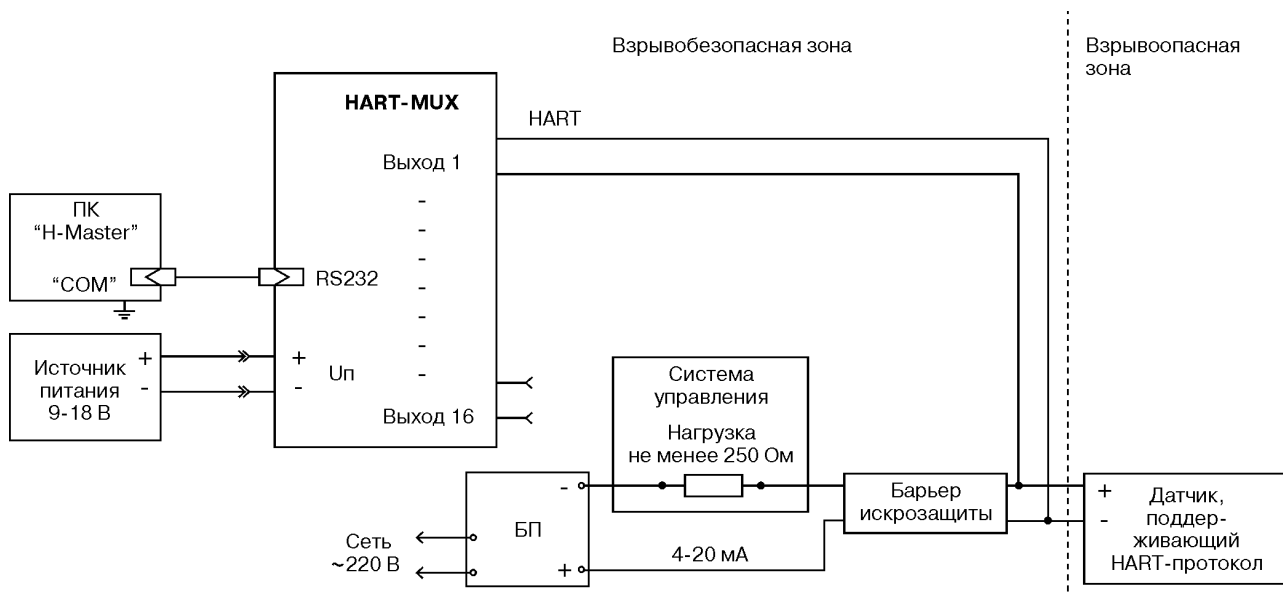 Взрывобезопасная зона
Взрывоопасная
зона
HART-MUX
HART
Выход 1
-
-
-
-
-
-
-
ПК
“H-Master”
“COM”
RS232
Источник
питания
9-18 В
+
-
+
-
Uп
Выход 16
Система
управления
Нагрузка
не менее 250 Ом
Сеть
~220 В
БП
-
+
4-20 мА
Барьер
искрозащиты
+
-
Датчик,
поддер-
живающий
HART-протокол